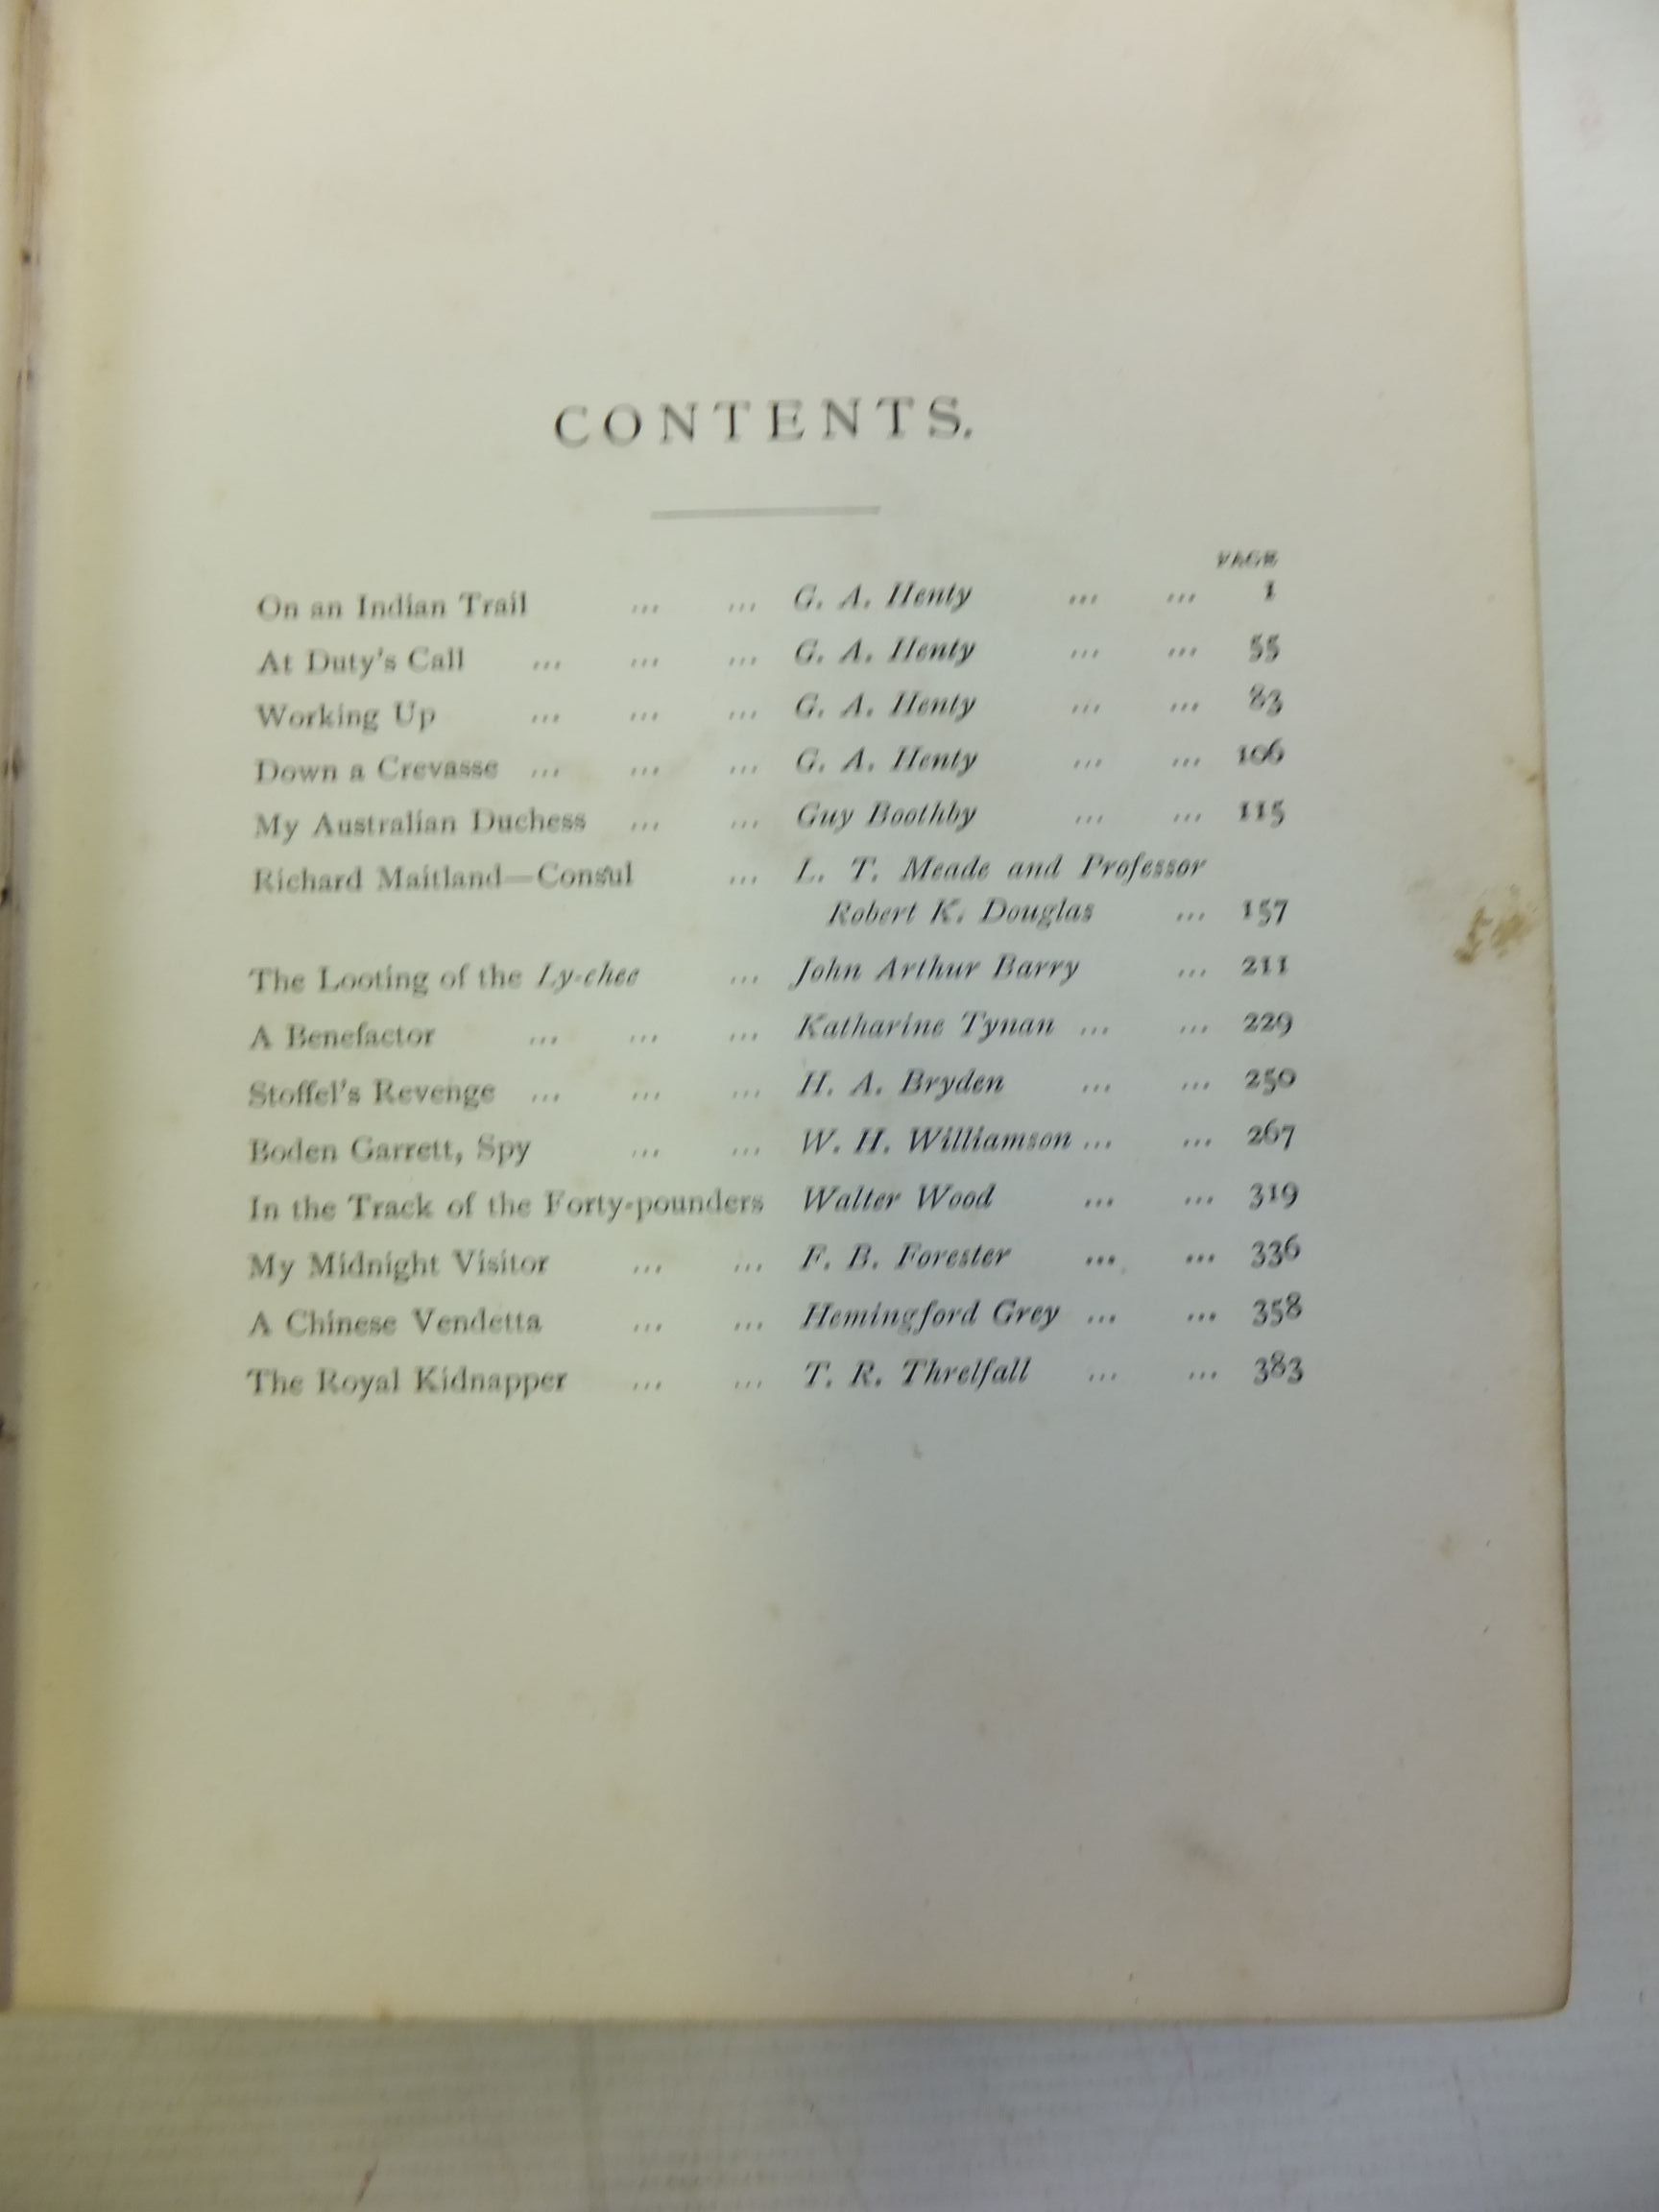 CONTENTS.
PAGE
On an Indian Trail ... ... G. A. Henty ... ... 1
At Duty's Call ... ... ... G. A. Henty ... ... 55
Working Up ... ... ... G. A. Henty ... ... 83
Down a Crevasse ... ... ... G. A. Henty ... ... 106
My Australian Duchess ... ... Guy Boothby ... ... 115
Richard Maitland—Consul ... L. T. Meade and Professor
Robert K. Douglas ... 157
The Looting of the Ly-chee ... John Arthur Barry ... 211
A Benefactor ... ... ... Katharine Tynan ... ... 229
Stoffel's Revenge ... ... ... H. A. Bryden ... ... 250
Boden Garrett, Spy ... ... W. H. Williamson ... ... 267
In the Track of the Forty-pounders Walter Wood ... ... 319
My Midnight Visitor ... ... F. B. Forester ... ... 336
A Chinese Vendetta ... ... Hemingford Grey ... ... 358
The Royal Kidnapper ... ... T. R. Threlfall ... ... 383